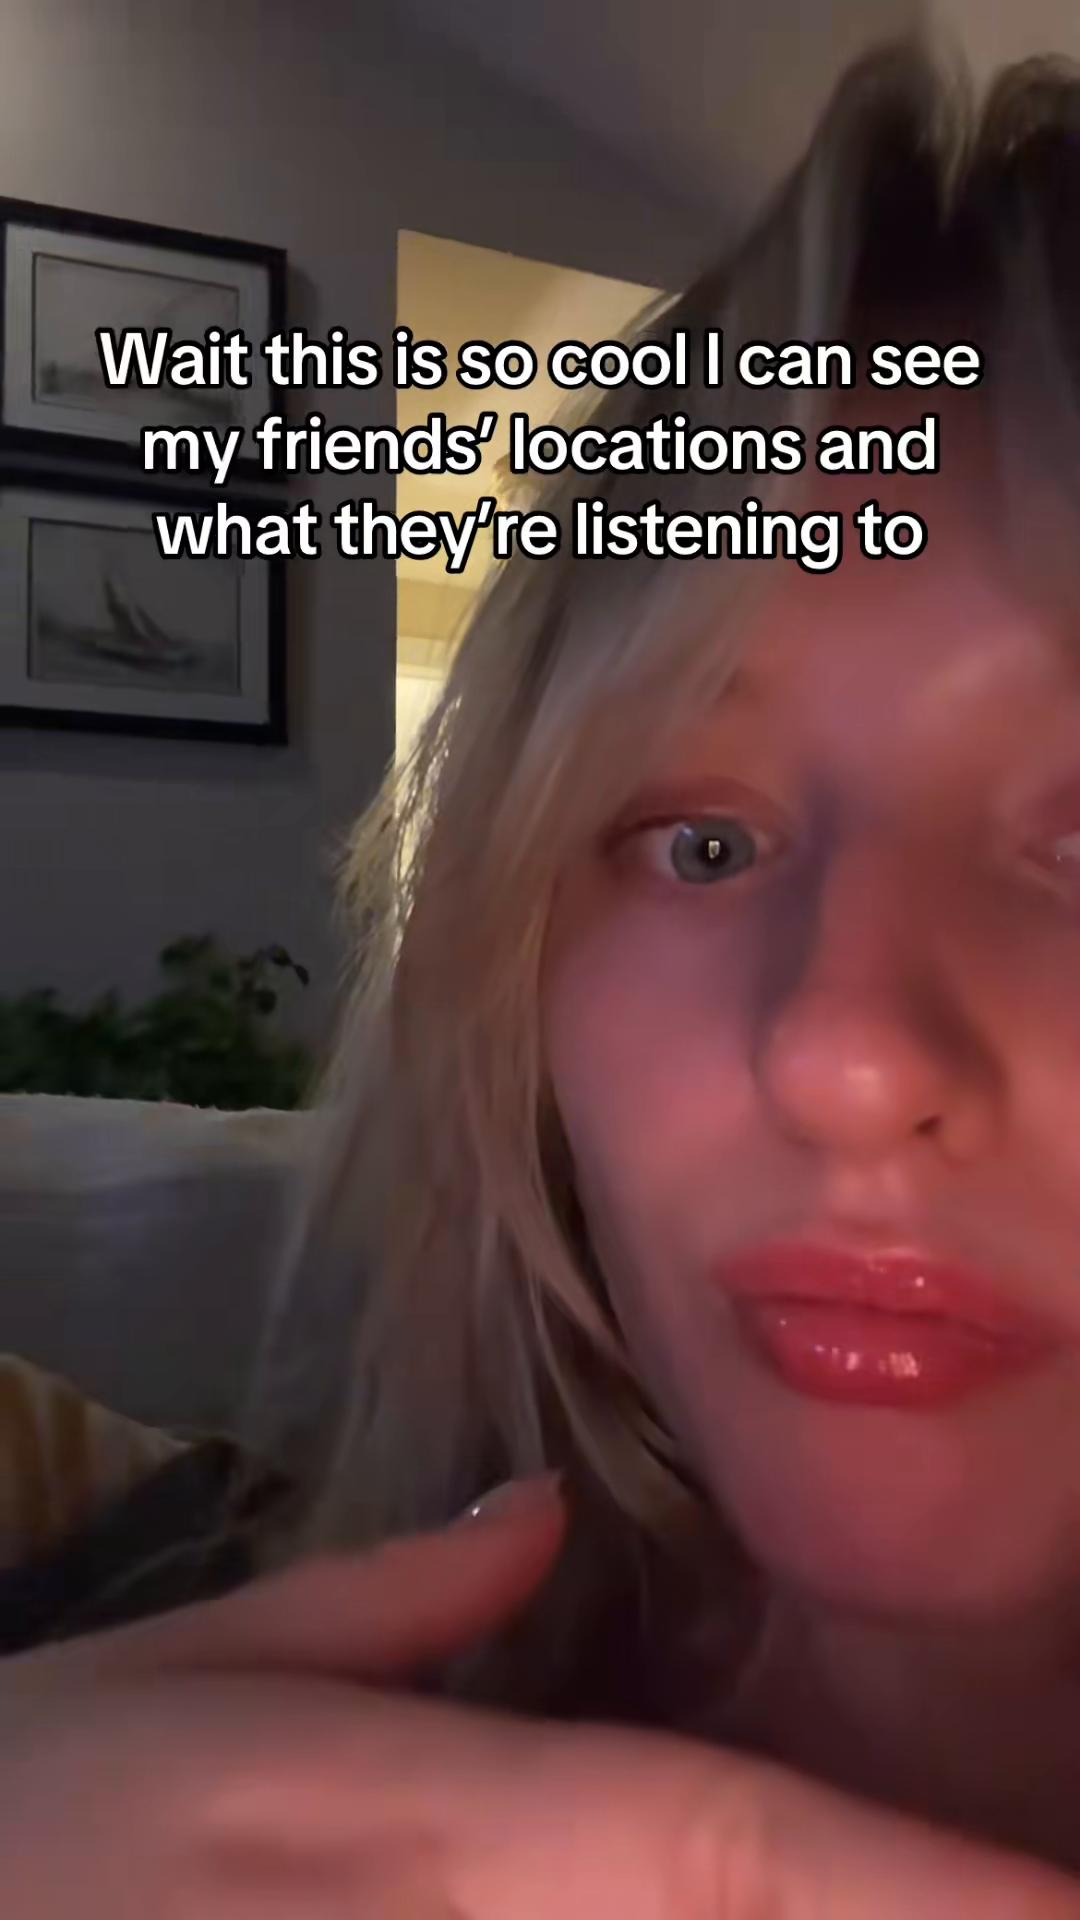 Wait this is so cool I can see
my friends’ locations and
what they’re listening to